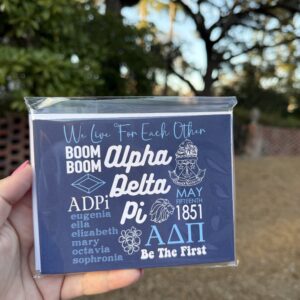 We Live For Each Other
BOOM
BOOM
Alpha
Delta
Pi
ADPi
eugenia
ella
elizabeth
mary
octavia
sophronia
MAY
FIFTEENTH
1851
ΑΔΠ
Be The First